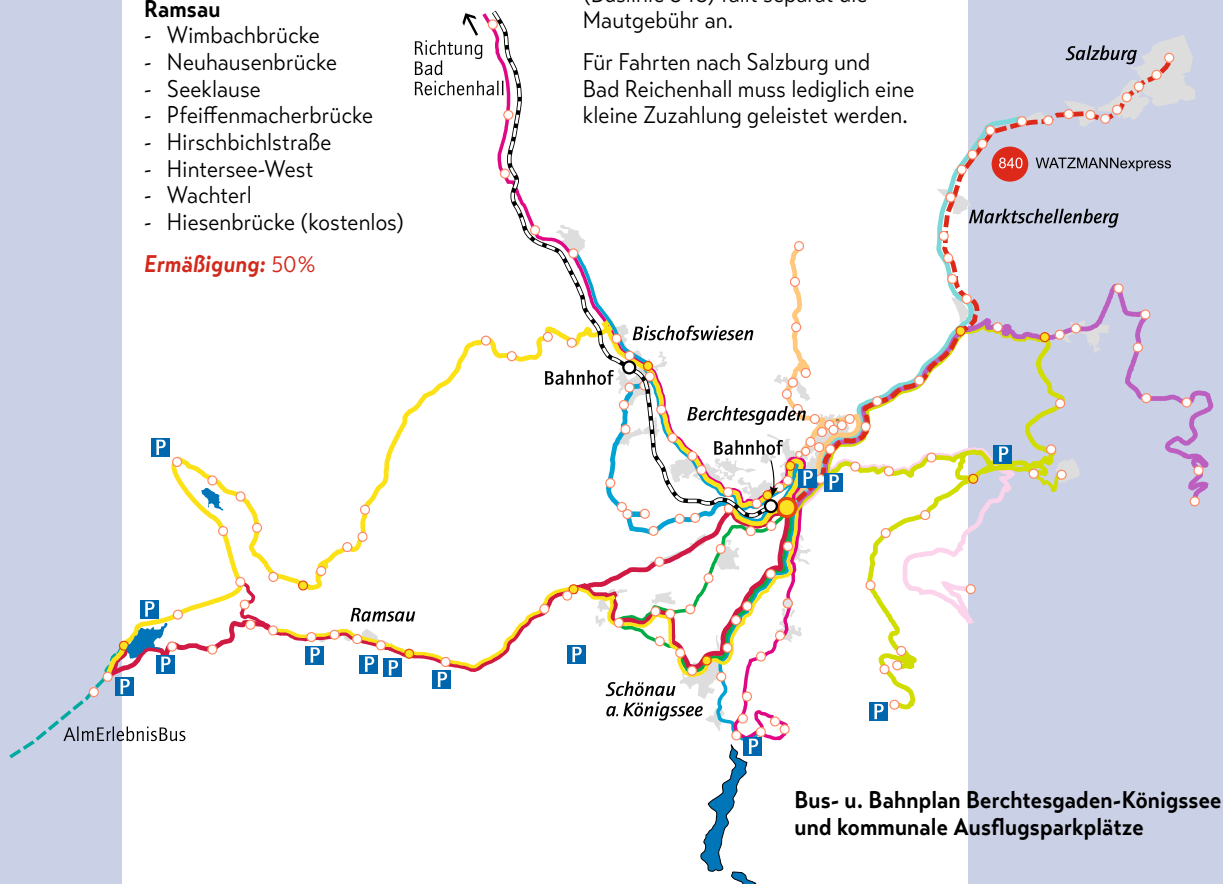 Ramsau
- Wimbachbrücke
- Neuhausenbrücke
- Seeklause
- Pfeiffenmacherbrücke
- Hirschbichlstraße
- Hintersee-West
- Wachterl
- Hiesenbrücke (kostenlos)
Ermäßigung: 50%
Richtung
Bad
Reichenhall
Mautgebühr an.
Für Fahrten nach Salzburg und
Bad Reichenhall muss lediglich eine
kleine Zuzahlung geleistet werden.
Salzburg
840 WATZMANNexpress
Marktschellenberg
Bischofswiesen
Bahnhof
Berchtesgaden
Bahnhof
P
P
P
P
P
Ramsau
P
P
P
P
P
P
P
Schönau
a. Königssee
P
P
AlmErlebnisBus
Bus- u. Bahnplan Berchtesgaden-Königssee
und kommunale Ausflugsparkplätze